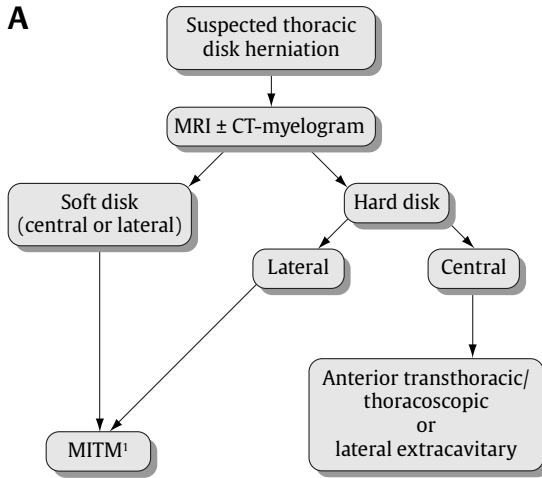 A
Suspected thoracic
disk herniation
MRI ± CT-myelogram
Soft disk
(central or lateral)
Hard disk
Lateral
Central
Anterior transthoracic/
thoracoscopic
or
lateral extracavitary
MITM¹